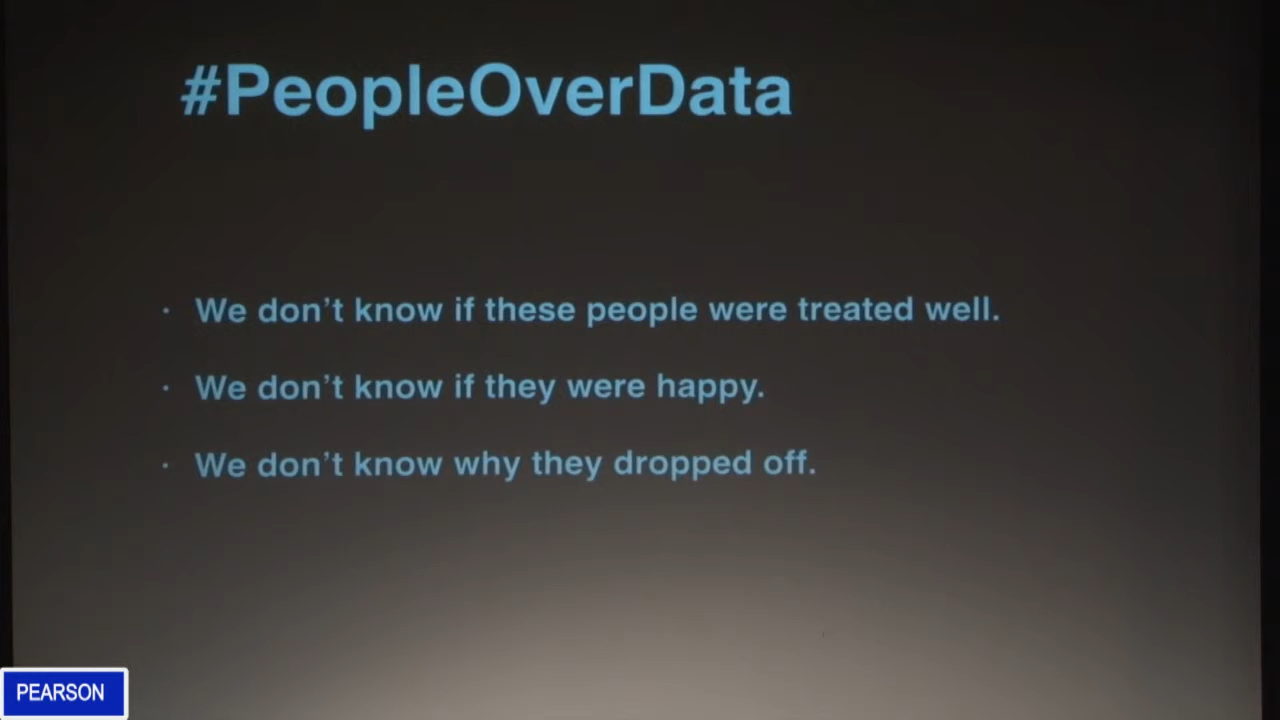 #PeopleOverData
· We don’t know if these people were treated well.
· We don’t know if they were happy.
· We don’t know why they dropped off.
PEARSON